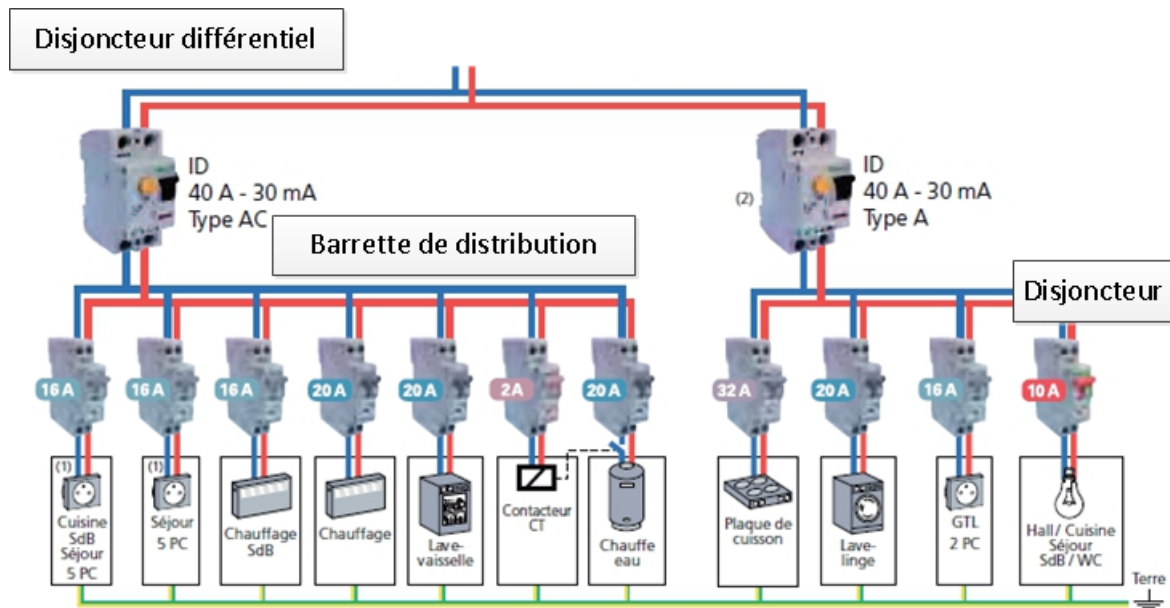 Disjoncteur différentiel
ID
40 A - 30 mA
Type AC
(2)
ID
40 A - 30 mA
Type A
Barrette de distribution
Disjoncteur
16 A
16 A
16 A
20 A
20 A
2 A
20 A
32 A
20 A
16 A
10 A
(1)
Cuisine
SdB
Séjour
5 PC
(1)
Séjour
5 PC
Chauffage
SdB
Chauffage
Lave-
vaisselle
Contacteur
CT
Chauffe
eau
Plaque de
cuisson
Lave-
linge
GTL
2 PC
Hall / Cuisine
Séjour
SdB / WC
Terre